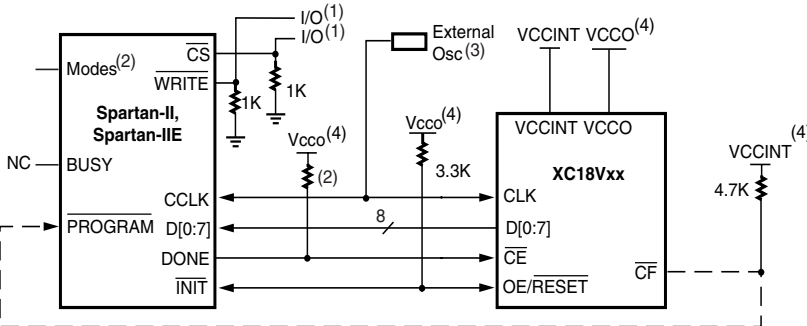 I/O(1)
I/O(1)
External
Osc(3)
VCCINT VCCO(4)
CS
Modes(2)
WRITE
1K
1K
Spartan-II,
Spartan-IIE
Vcco(4)
Vcco(4)
VCCINT VCCO
VCCINT(4)
NC
BUSY
(2)
3.3K
XC18Vxx
4.7K
CCLK
CLK
PROGRAM
D[0:7]
8
D[0:7]
DONE
CE
CF
INIT
OE/RESET